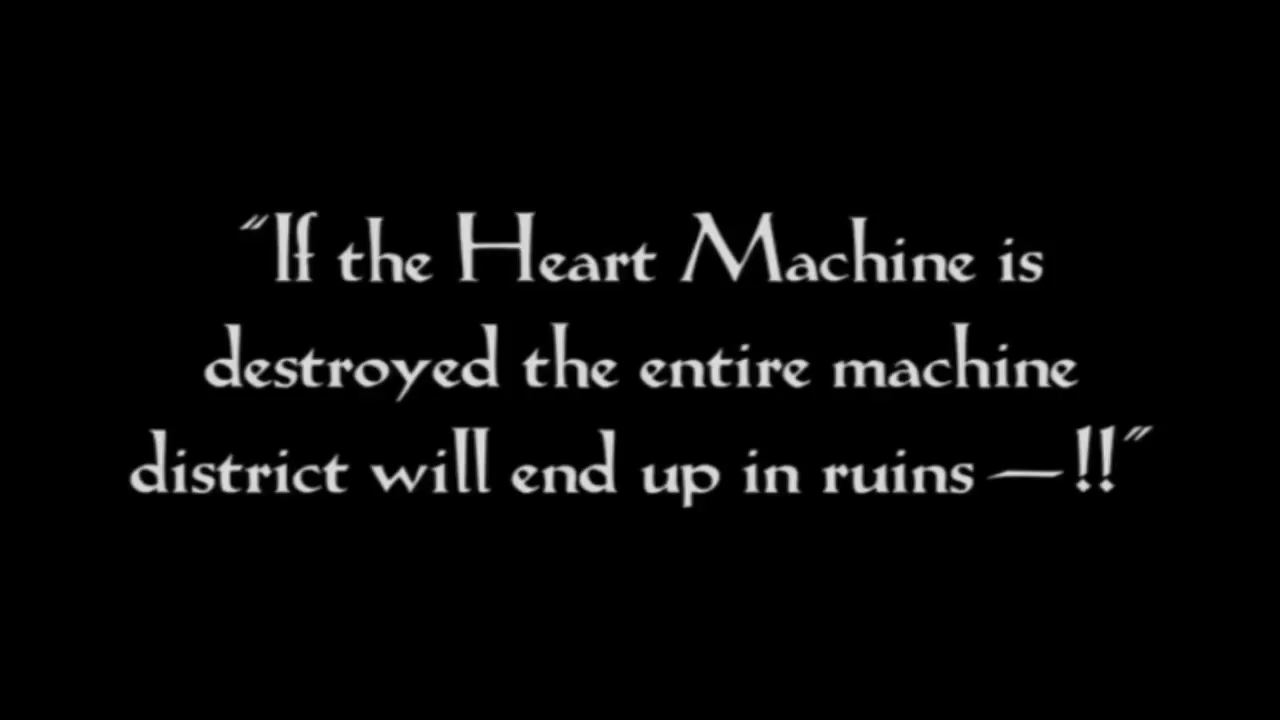 "If the Heart Machine is
destroyed the entire machine
district will end up in ruins—!!"